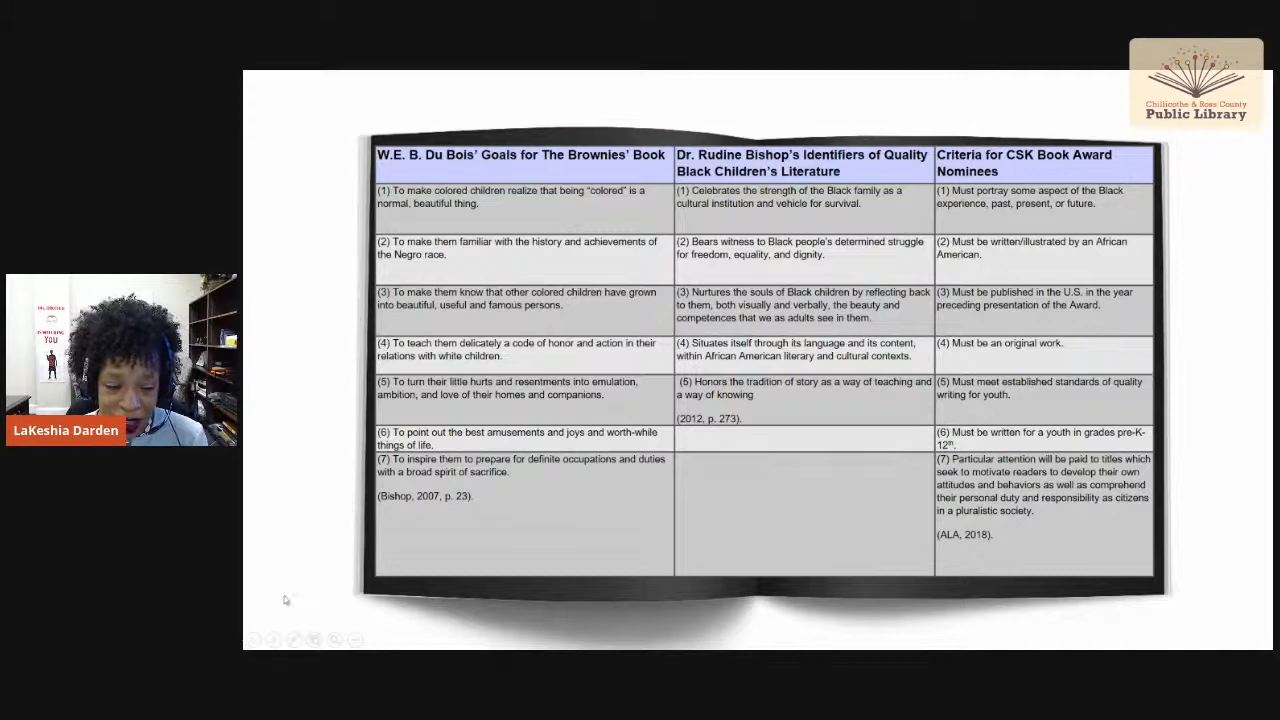 Chillicothe & Ross County
Public Library
W.E. B. Du Bois' Goals for The Brownies' Book
Dr. Rudine Bishop's Identifiers of Quality
Black Children's Literature
Criteria for CSK Book Award
Nominees
(1) To make colored children realize that being "colored" is a
normal, beautiful thing.
(1) Celebrates the strength of the Black family as a
cultural institution and vehicle for survival.
(1) Must portray some aspect of the Black
experience, past, present, or future.
(2) To make them familiar with the history and achievements of
the Negro race.
(2) Bears witness to Black people's determined struggle
for freedom, equality, and dignity.
(2) Must be written/illustrated by an African
American.
(3) To make them know that other colored children have grown
into beautiful, useful and famous persons.
(3) Nurtures the souls of Black children by reflecting back
to them, both visually and verbally, the beauty and
competences that we as adults see in them.
(3) Must be published in the U.S. in the year
preceding presentation of the Award.
(4) To teach them delicately a code of honor and action in their
relations with white children.
(4) Situates itself through its language and its content,
within African American literary and cultural contexts.
(4) Must be an original work.
(5) To turn their little hurts and resentments into emulation,
ambition, and love of their homes and companions.
(5) Honors the tradition of story as a way of teaching and
a way of knowing
(2012, p. 273).
(5) Must meet established standards of quality
writing for youth.
(6) To point out the best amusements and joys and worth-while
things of life.
(6) Must be written for a youth in grades pre-K-
12th.
(7) To inspire them to prepare for definite occupations and duties
with a broad spirit of sacrifice.
(Bishop, 2007, p. 23).
(7) Particular attention will be paid to titles which
seek to motivate readers to develop their own
attitudes and behaviors as well as comprehend
their personal duty and responsibility as citizens
in a pluralistic society.
(ALA, 2018).
IS WATCHING
YOU
LaKeshia Darden